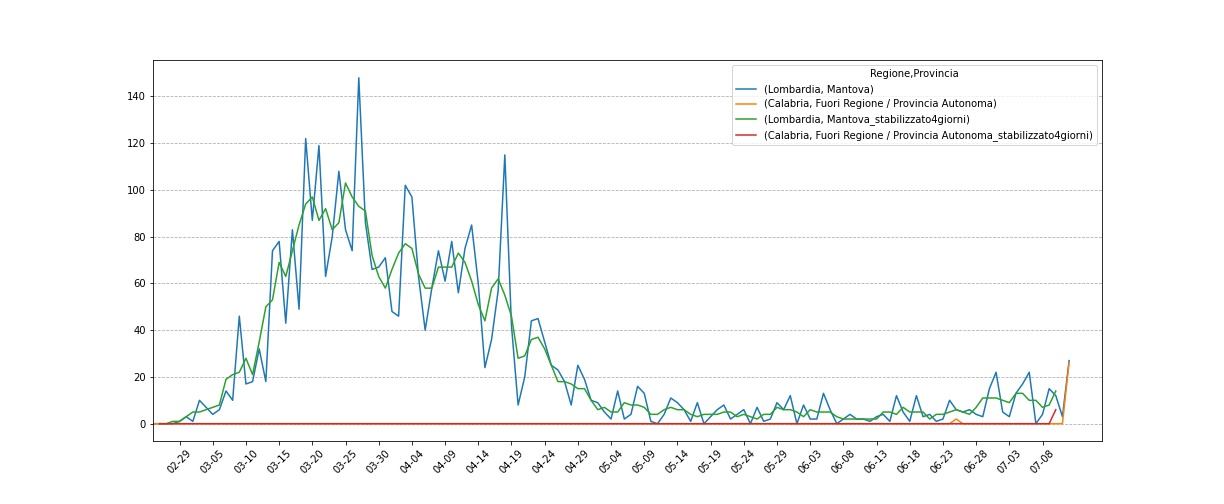 Regione,Provincia
(Lombardia, Mantova)
(Calabria, Fuori Regione / Provincia Autonoma)
(Lombardia, Mantova_stabilizzato4giorni)
(Calabria, Fuori Regione / Provincia Autonoma_stabilizzato4giorni)
140
120
100
80
60
40
20
0
02-29 03-05 03-10 03-15 03-20 03-25 03-30 04-04 04-09 04-14 04-19 04-24 04-29 05-04 05-09 05-14 05-19 05-24 05-29 06-03 06-08 06-13 06-18 06-23 06-28 07-03 07-08